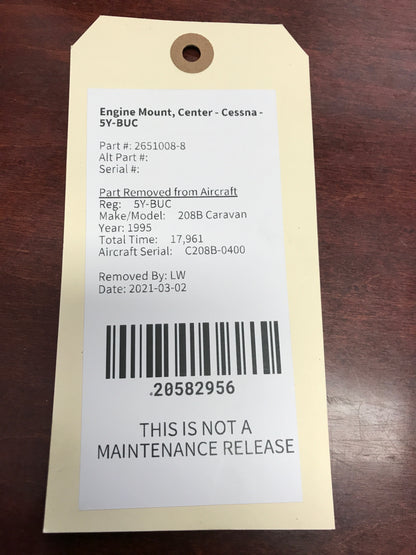 Engine Mount, Center - Cessna -
5Y-BUC
Part #: 2651008-8
Alt Part #:
Serial #:
Part Removed from Aircraft
Reg: 5Y-BUC
Make/Model: 208B Caravan
Year: 1995
Total Time: 17,961
Aircraft Serial: C208B-0400
Removed By: LW
Date: 2021-03-02
.20582956
THIS IS NOT A
MAINTENANCE RELEASE